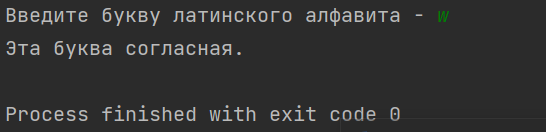 Введите букву латинского алфавита - w
Эта буква согласная.
Process finished with exit code 0